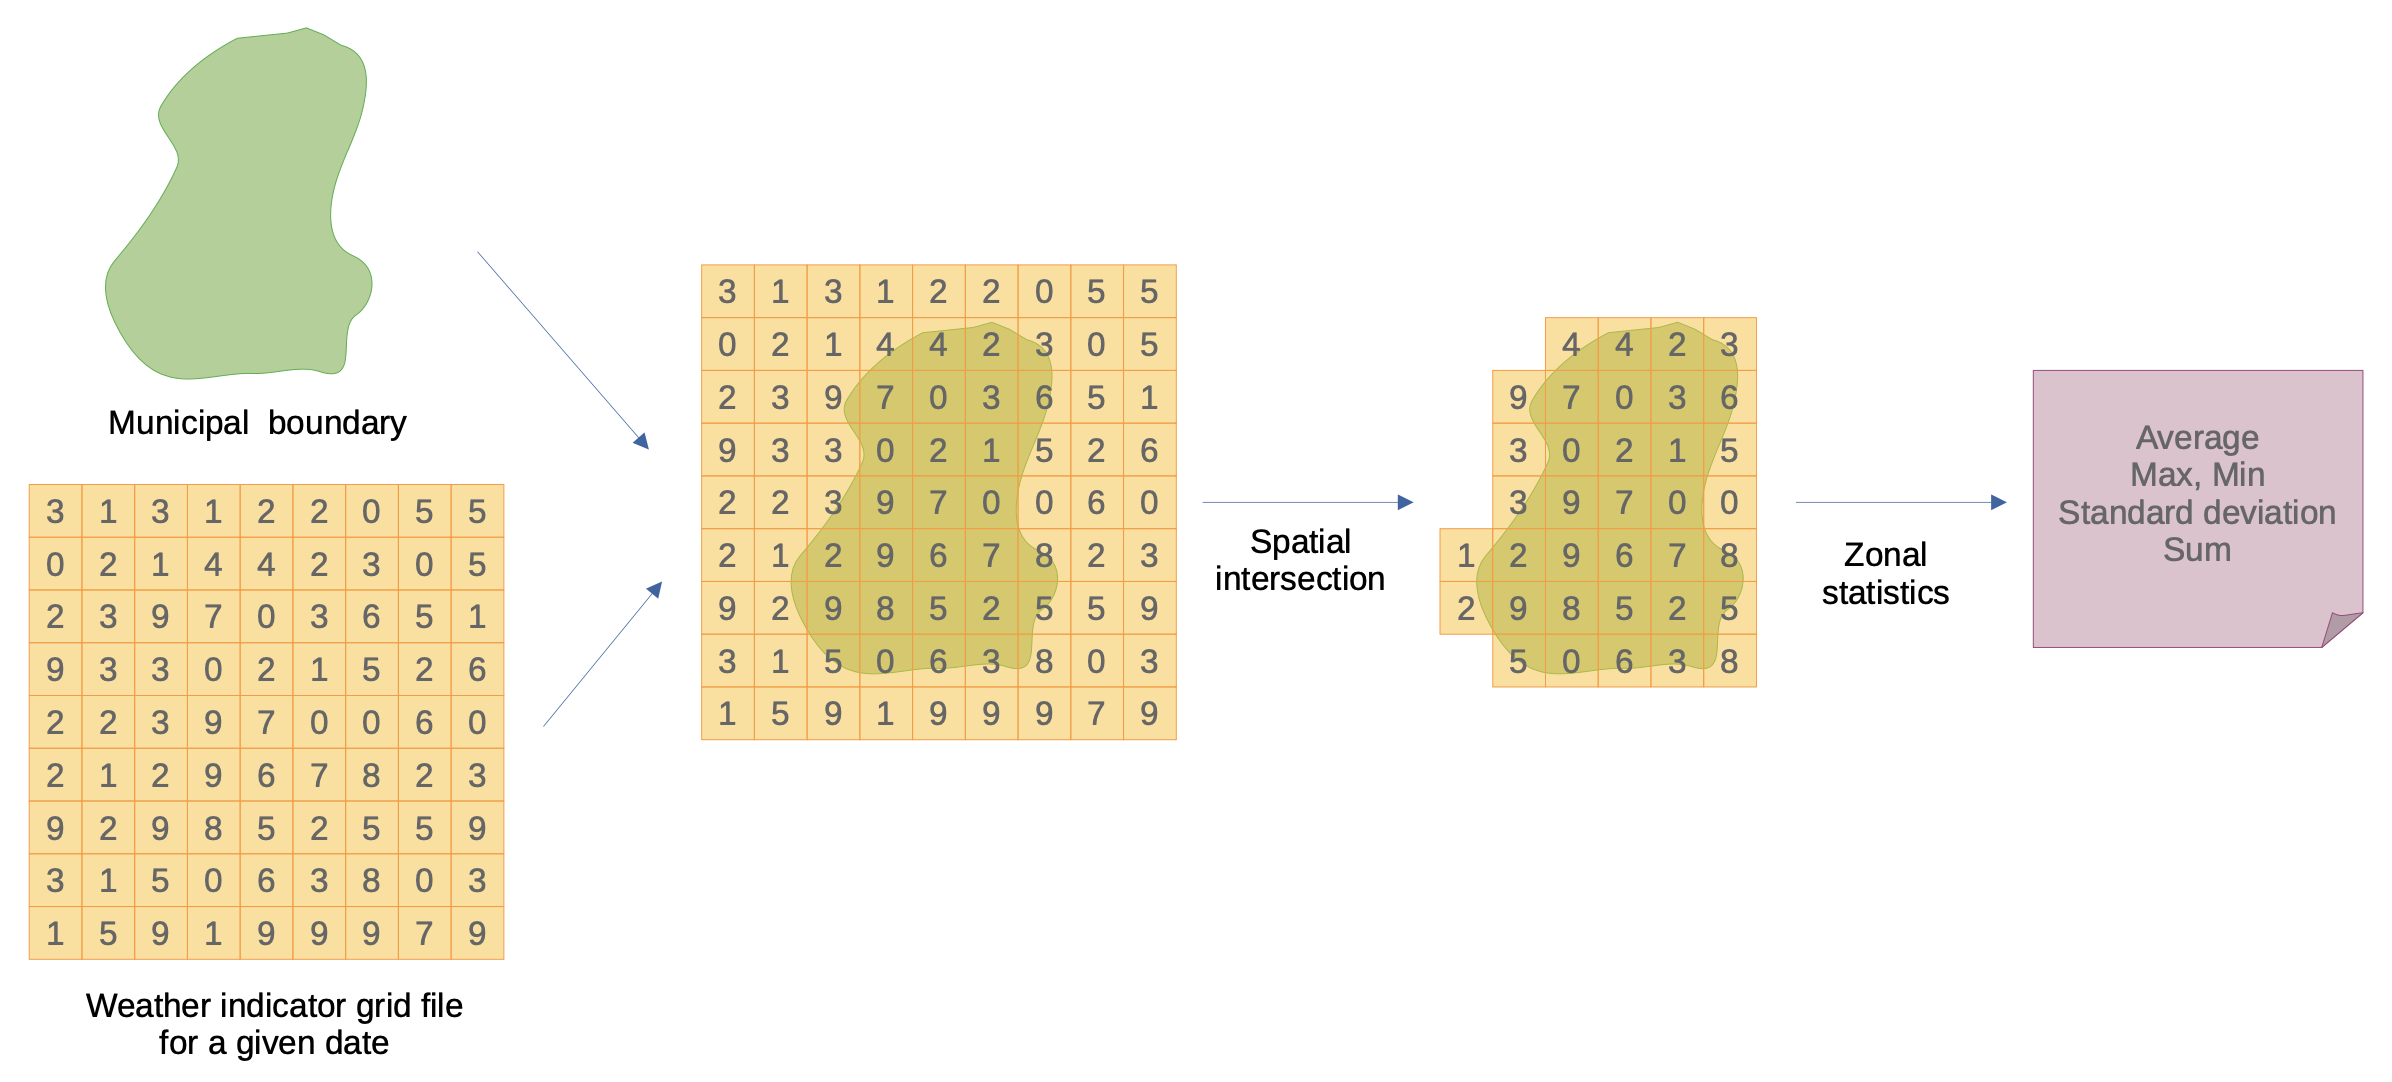 Municipal  boundary
3 1 3 1 2 2 0 5 5
0 2 1 4 4 2 3 0 5
2 3 9 7 0 3 6 5 1
9 3 3 0 2 1 5 2 6
2 2 3 9 7 0 0 6 0
2 1 2 9 6 7 8 2 3
9 2 9 8 5 2 5 5 9
3 1 5 0 6 3 8 0 3
1 5 9 1 9 9 9 7 9
Weather indicator grid file
for a given date
3 1 3 1 2 2 0 5 5
0 2 1 4 4 2 3 0 5
2 3 9 7 0 3 6 5 1
9 3 3 0 2 1 5 2 6
2 2 3 9 7 0 0 6 0
2 1 2 9 6 7 8 2 3
9 2 9 8 5 2 5 5 9
3 1 5 0 6 3 8 0 3
1 5 9 1 9 9 9 7 9
Spatial
intersection
4 4 2 3
9 7 0 3 6
3 0 2 1 5
3 9 7 0 0
1 2 9 6 7 8
2 9 8 5 2 5
5 0 6 3 8
Zonal
statistics
Average
Max, Min
Standard deviation
Sum